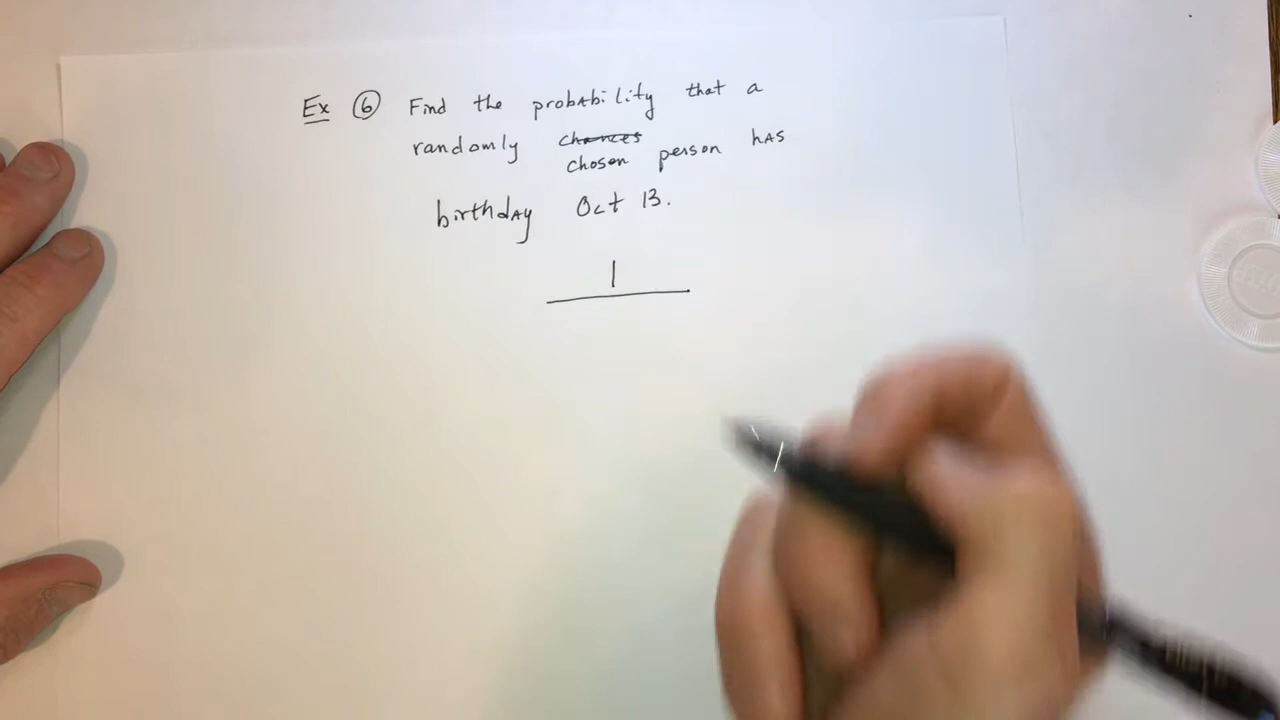 Ex ⑥ Find the probability that a
randomly chances
chosen person has
birthday Oct 13.
1